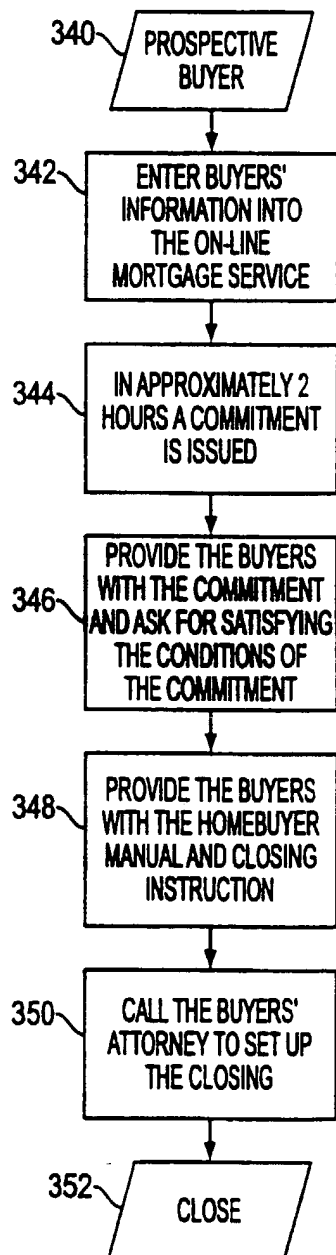 340
PROSPECTIVE
BUYER
342
ENTER BUYERS'
INFORMATION INTO
THE ON-LINE
MORTGAGE SERVICE
344
IN APPROXIMATELY 2
HOURS A COMMITMENT
IS ISSUED
346
PROVIDE THE BUYERS
WITH THE COMMITMENT
AND ASK FOR SATISFYING
THE CONDITIONS OF
THE COMMITMENT
348
PROVIDE THE BUYERS
WITH THE HOMEBUYER
MANUAL AND CLOSING
INSTRUCTION
350
CALL THE BUYERS'
ATTORNEY TO SET UP
THE CLOSING
352
CLOSE